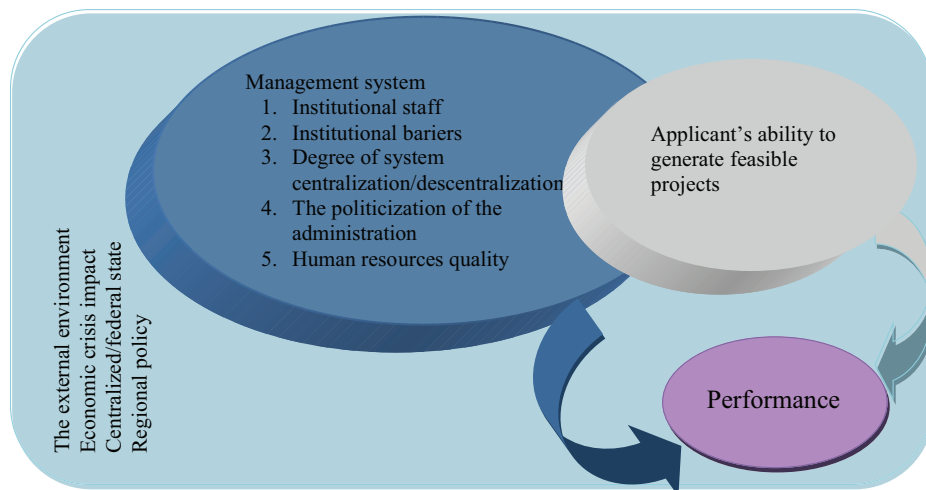 Management system
1. Institutional staff
2. Institutional bariers
3. Degree of system
centralization/descentralization
4. The politicization of the
administration
5. Human resources quality
Applicant’s ability to
generate feasible
projects
The external environment
Economic crisis impact
Centralized/federal state
Regional policy
Performance